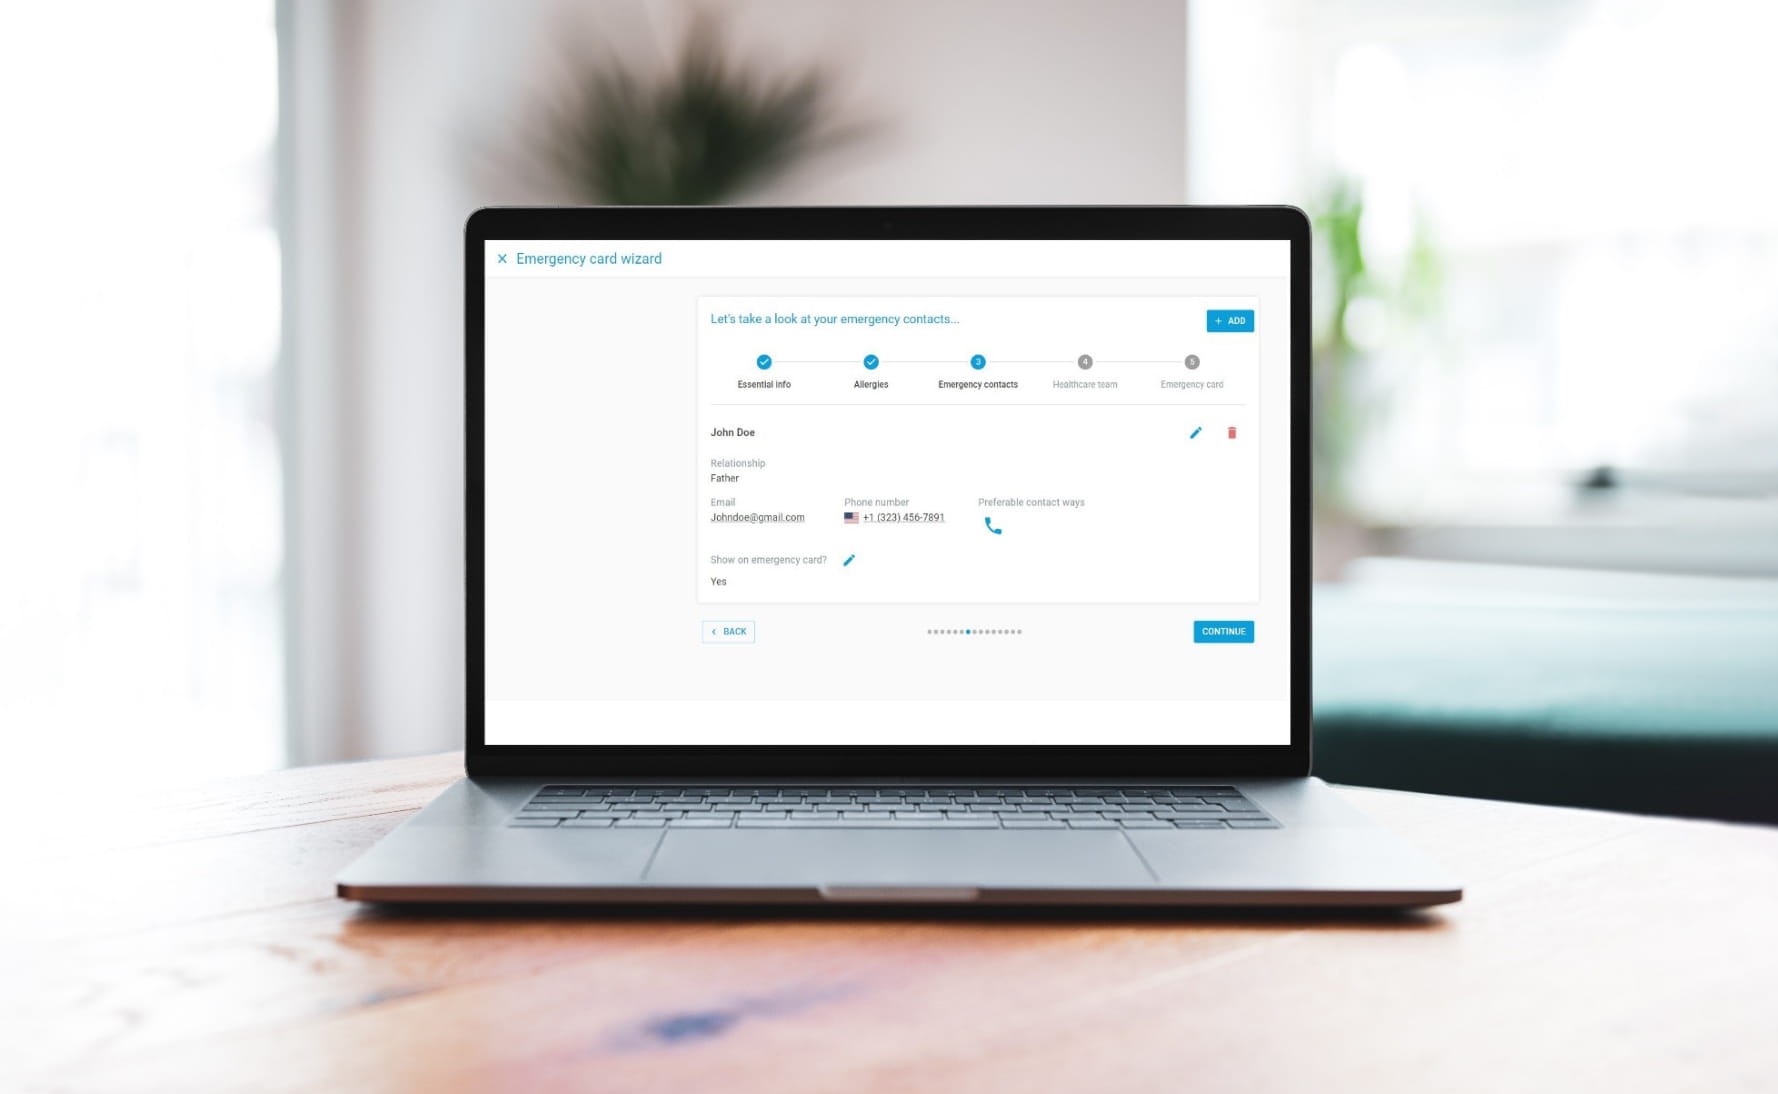 Emergency card wizard
Let's take a look at your emergency contacts...
+ ADD
3
4
5
Essential info
Allergies
Emergency contacts
Healthcare team
Emergency card
John Doe
Relationship
Father
Email
Phone number
Preferable contact ways
Johndoe@gmail.com
+1 (323) 456-7891
Show on emergency card?
Yes
BACK
CONTINUE